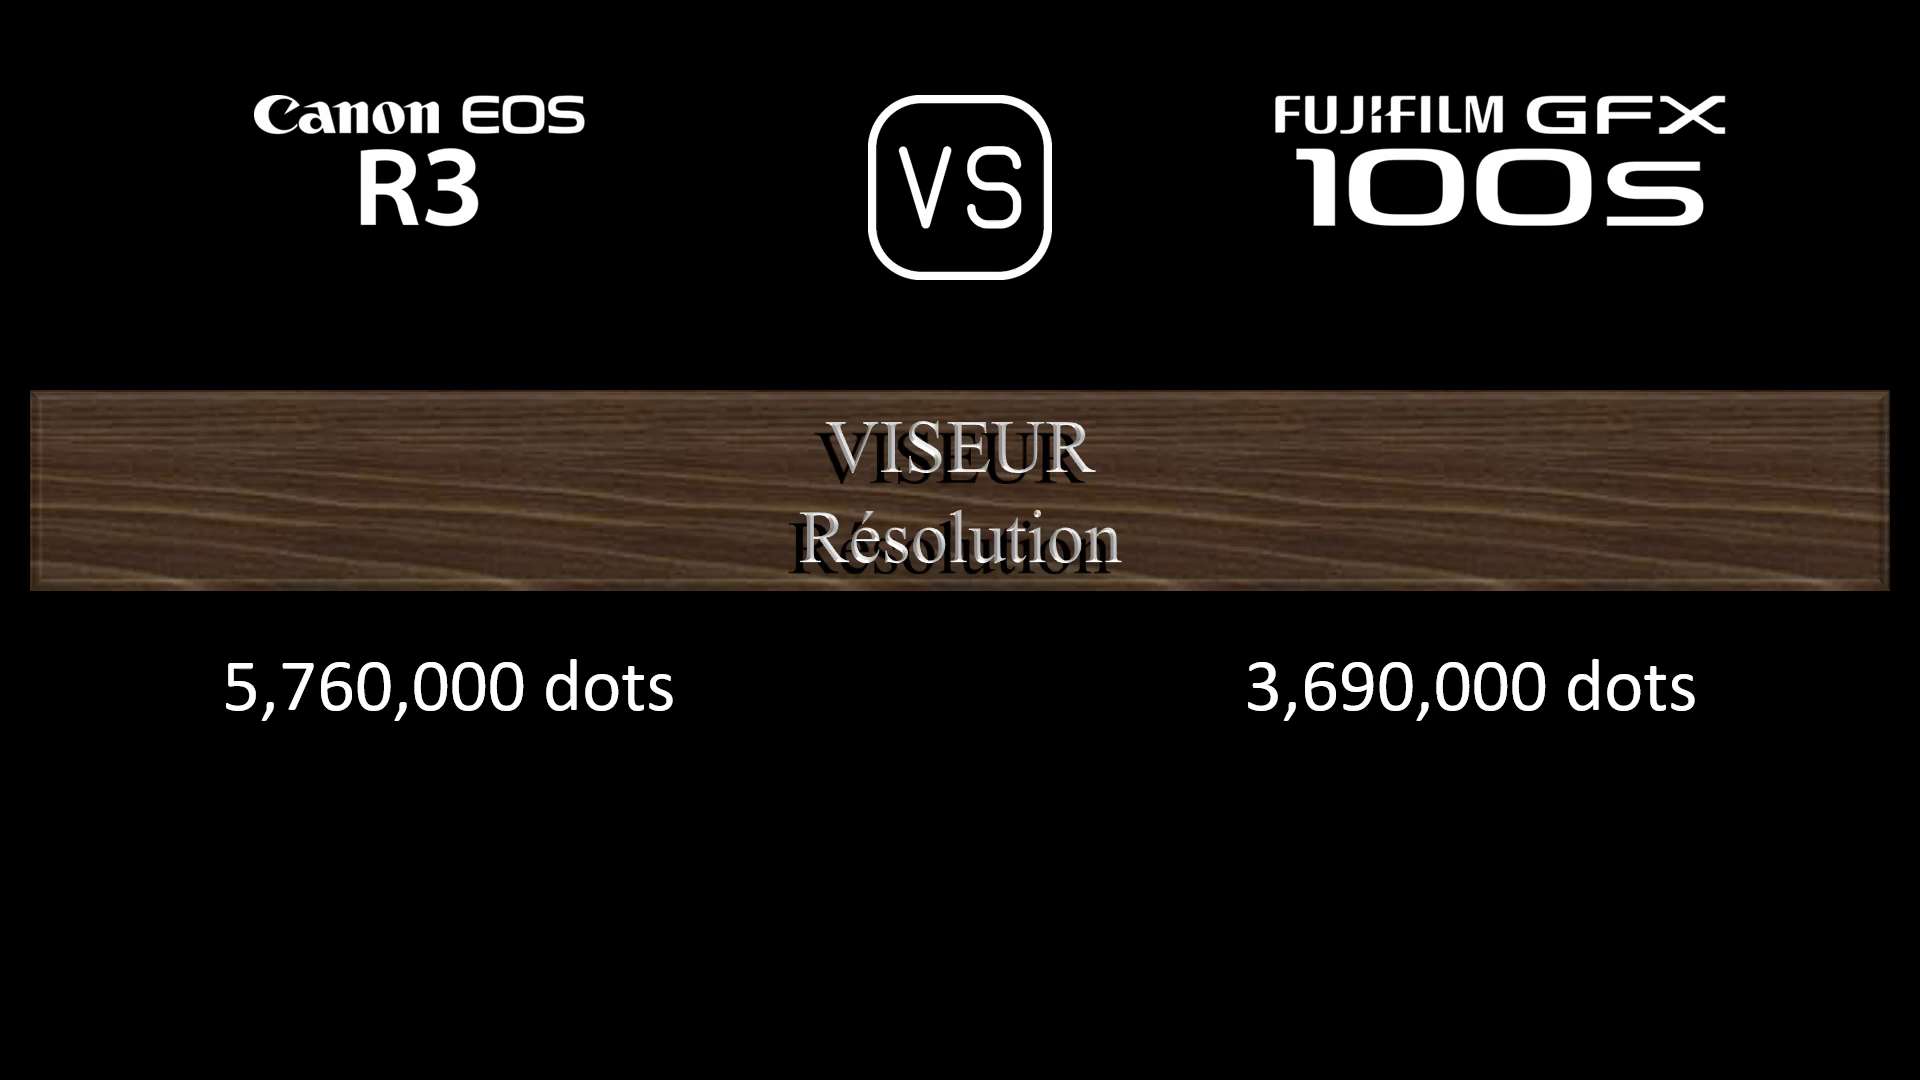 Canon EOS
R3
VS
FUJIFILM GFX
100S
VISEUR
Résolution
5,760,000 dots
3,690,000 dots